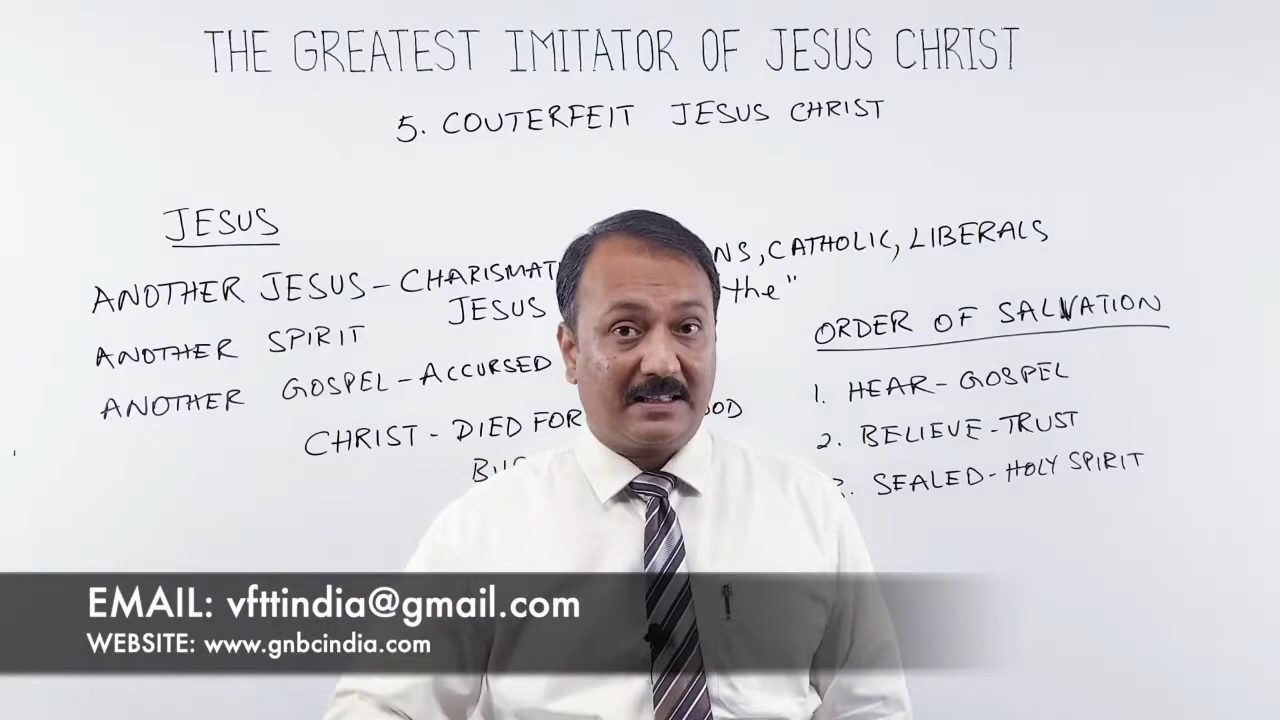 THE GREATEST IMITATOR OF JESUS CHRIST
5. COUTERFEIT JESUS CHRIST
JESUS
ANOTHER JESUS - CHARISMAT NS, CATHOLIC, LIBERALS
JESUS the"
ANOTHER SPIRIT
ANOTHER GOSPEL - ACCURSED
CHRIST - DIED FOR OOD
ORDER OF SALVATION
1. HEAR - GOSPEL
2. BELIEVE - TRUST
SEALED - HOLY SPIRIT
EMAIL: vfttindia@gmail.com
WEBSITE: www.gnbcindia.com